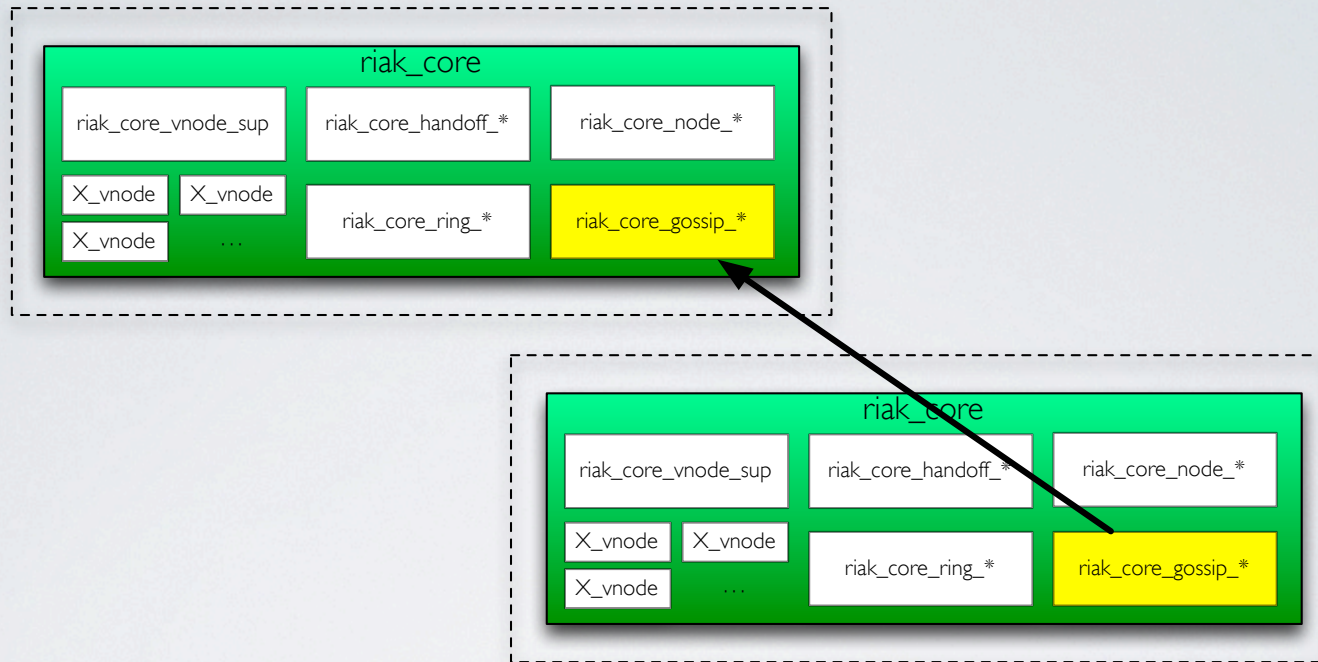 riak_core
riak_core_vnode_sup
riak_core_handoff_*
riak_core_node_*
X_vnode
X_vnode
X_vnode
...
riak_core_ring_*
riak_core_gossip_*
riak_core
riak_core_vnode_sup
riak_core_handoff_*
riak_core_node_*
X_vnode
X_vnode
X_vnode
...
riak_core_ring_*
riak_core_gossip_*